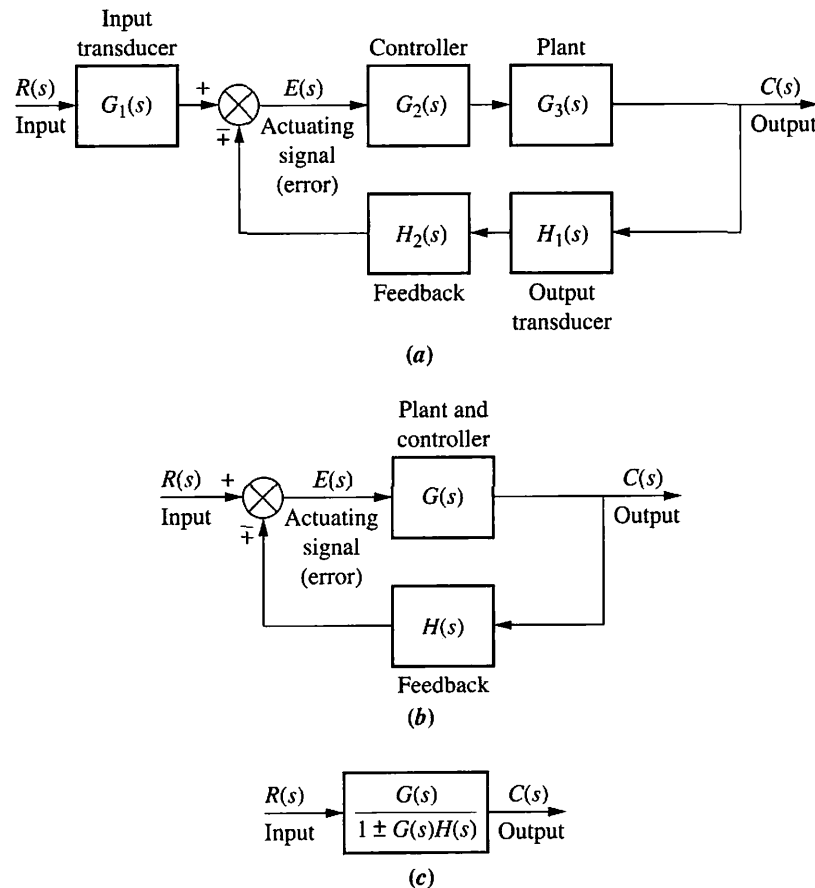 Input
transducer
Controller
Plant
R(s)
Input
G₁(s)
+
∓
E(s)
Actuating
signal
(error)
G₂(s)
G₃(s)
C(s)
Output
H₂(s)
H₁(s)
Feedback
Output
transducer
(a)
Plant and
controller
R(s)
Input
+
∓
E(s)
Actuating
signal
(error)
G(s)
C(s)
Output
H(s)
Feedback
(b)
R(s)
Input
G(s)
1 ± G(s)H(s)
C(s)
Output
(c)